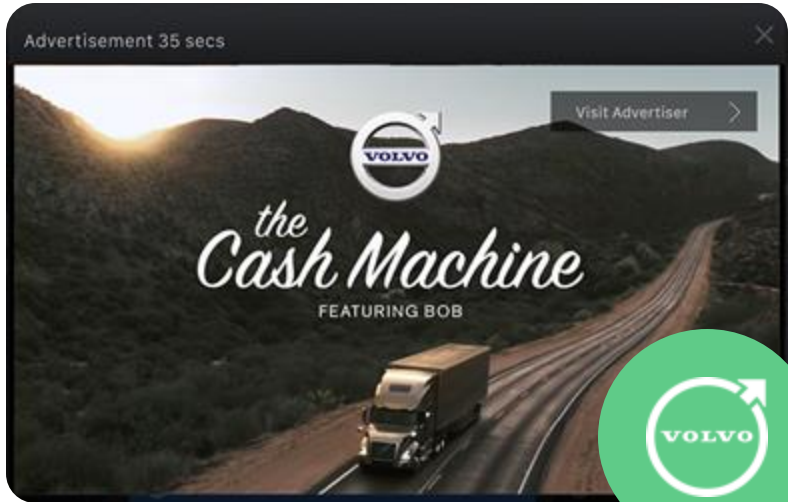 Advertisement 35 secs
Visit Advertiser
VOLVO
the
Cash Machine
FEATURING BOB
VOLVO